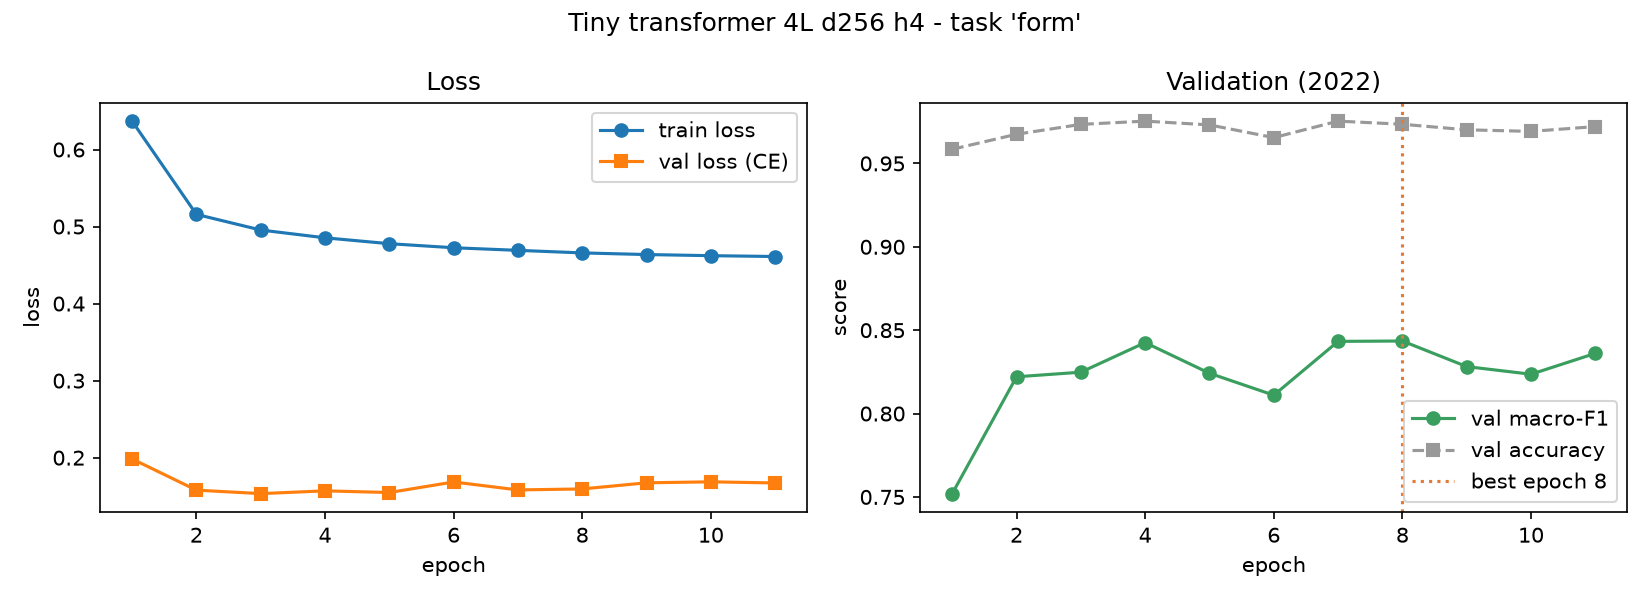 Tiny transformer 4L d256 h4 - task 'form'
Loss
train loss
val loss (CE)
0.6
0.5
0.4
0.3
0.2
loss
2
4
6
8
10
epoch
Validation (2022)
0.95
0.90
0.85
0.80
0.75
score
val macro-F1
val accuracy
best epoch 8
2
4
6
8
10
epoch